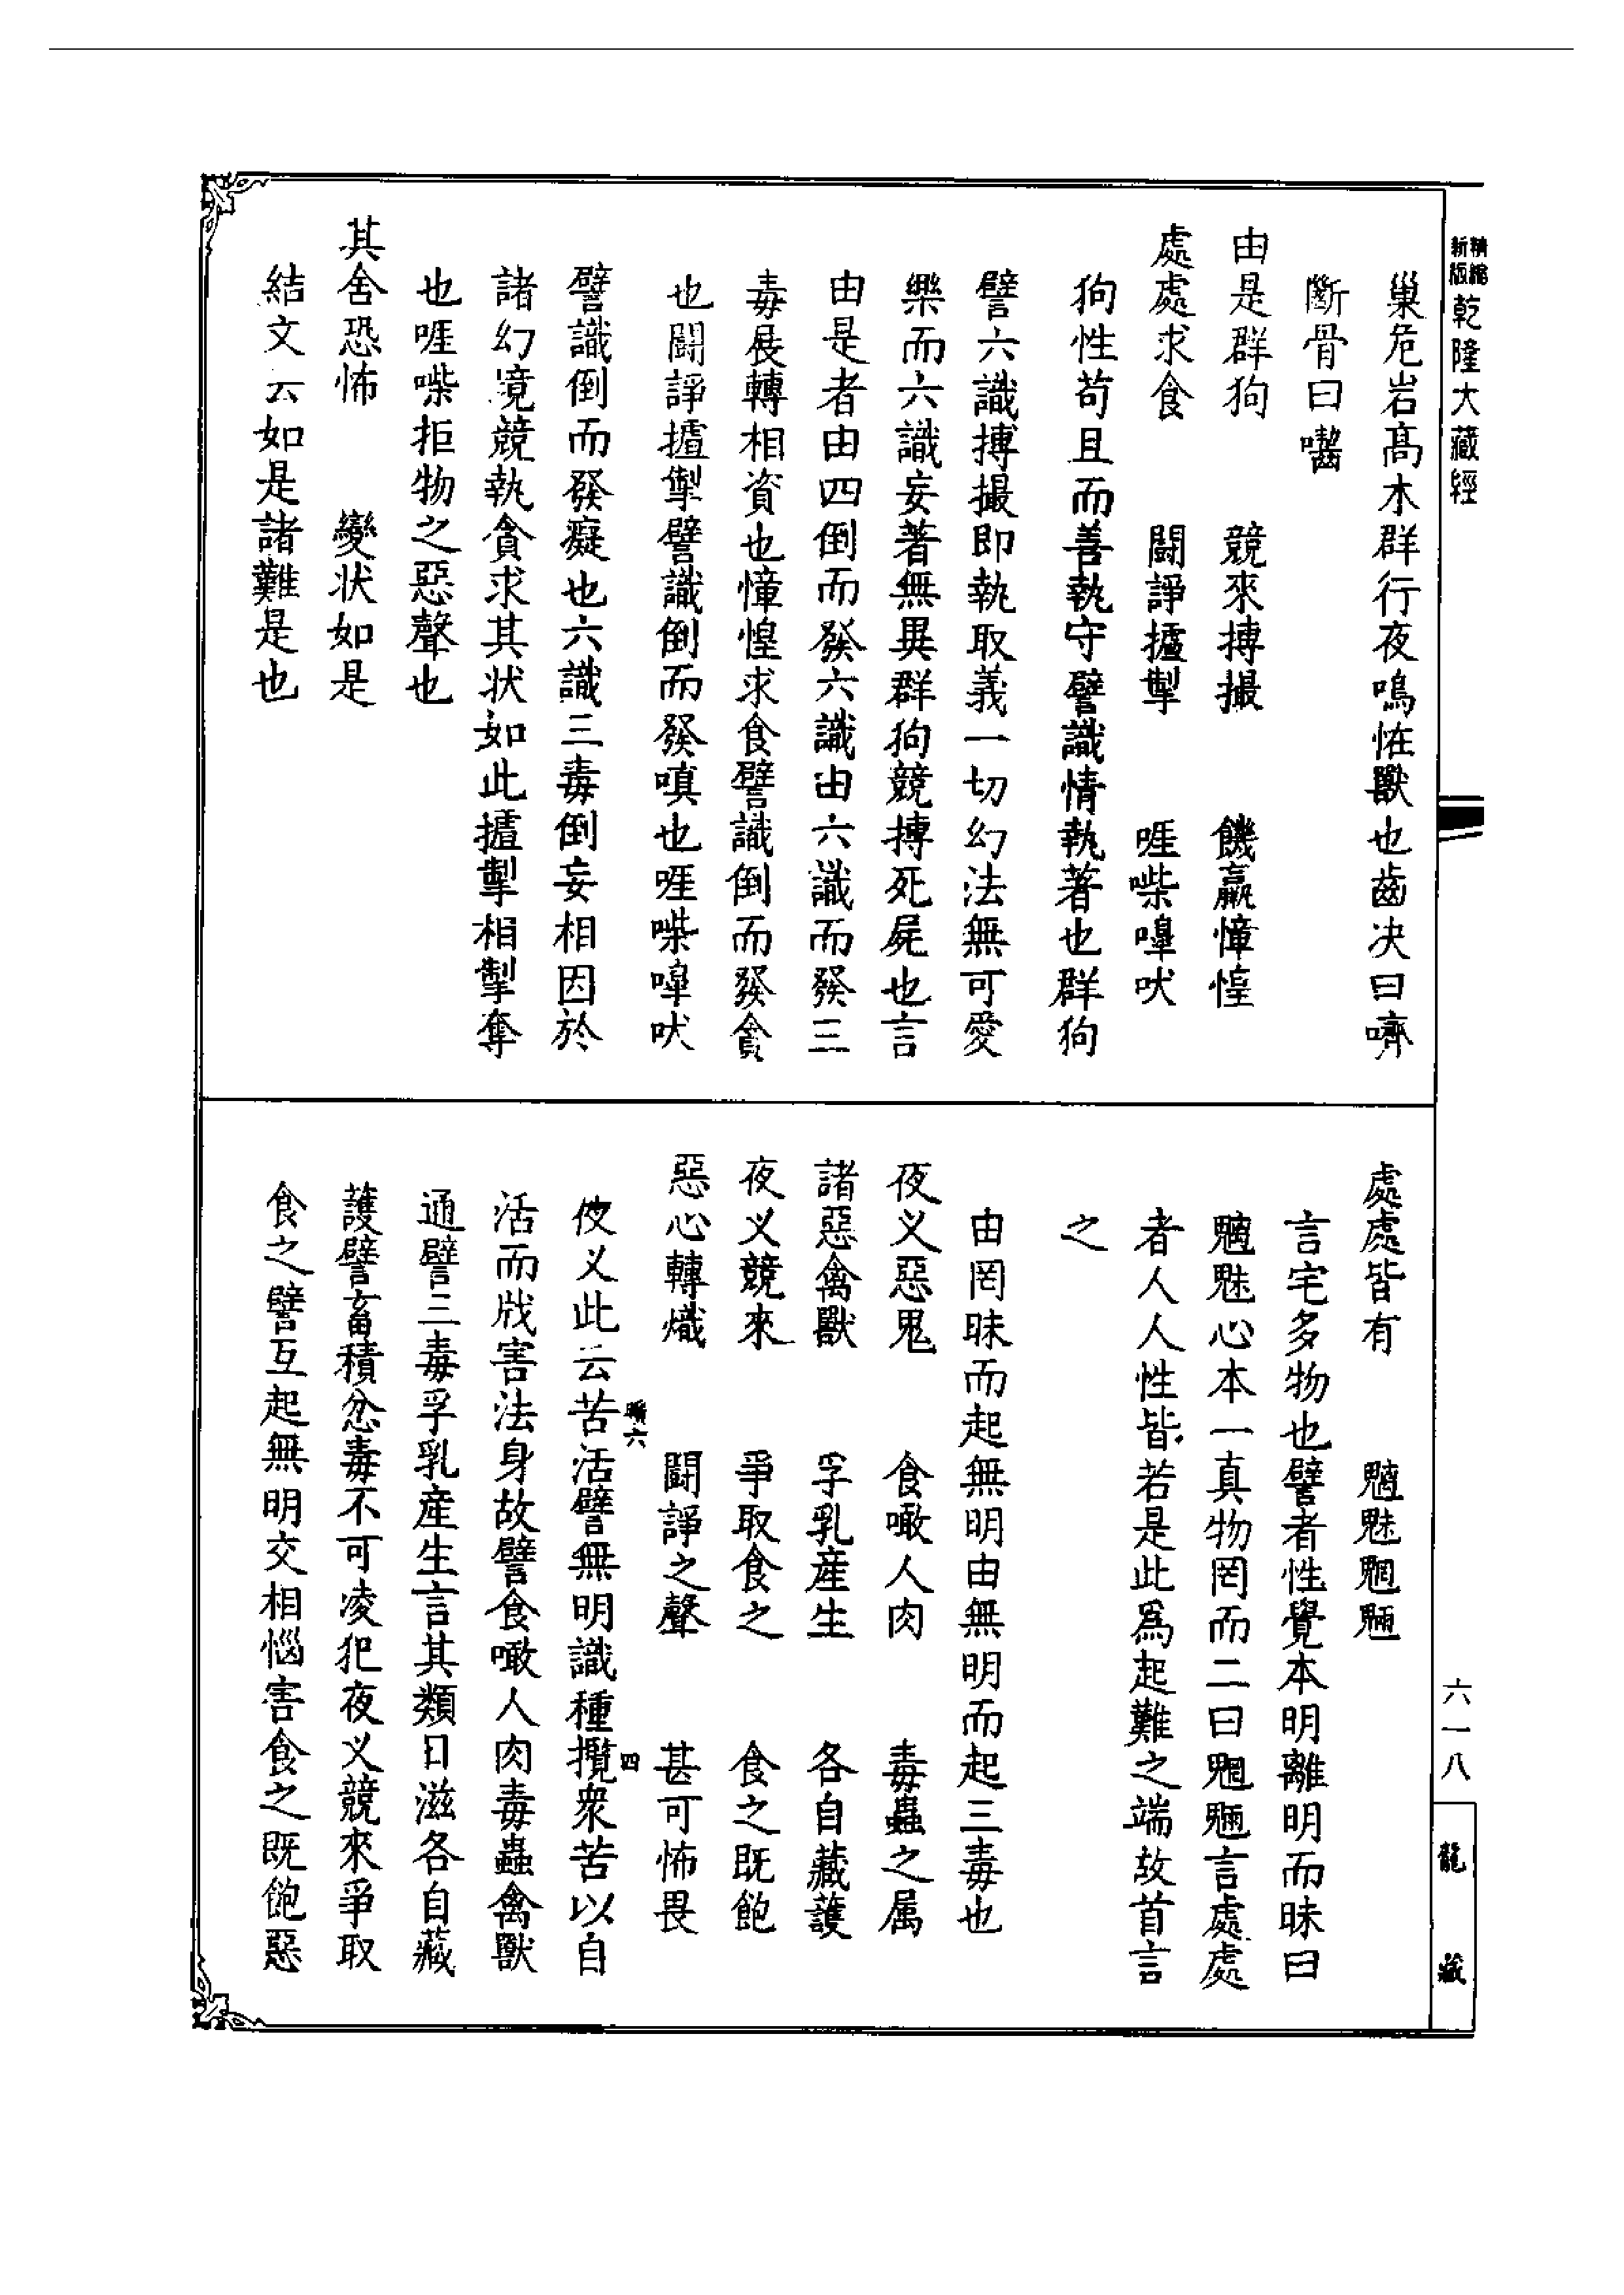 精縮
新版
乾隆大藏經
巢危岩髙木群行夜鳴恠獸也齒决曰嚌
斷骨曰嚙
由是群狗　競來搏撮　饑羸慞惶
處處求食　鬪諍摣掣　啀喍嘷吠
狗性苟且而善執守譬識情執著也群狗
譬六識搏撮即執取義一切幻法無可愛
樂而六識妄著無異群狗競搏死屍也言
由是者由四倒而發六識由六識而發三
毒展轉相資也慞惶求食譬識倒而發貪
也鬪諍摣掣譬識倒而發嗔也啀喍嘷吠
譬識倒而發癡也六識三毒倒妄相因於
諸幻境競執貪求其狀如此摣掣相掣奪
也啀喍拒物之惡聲也
其舍恐怖　變狀如是
結文云如是諸難是也
處處皆有　魑魅魍魎
言宅多物也譬者性覺本明離明而昧曰
魑魅心本一真物罔而二曰魍魎言處處
者人人性皆若是此爲起難之端故首言
之
由罔昧而起無明由無明而起三毒也
夜义惡鬼　食噉人肉　毒蟲之属
諸惡禽獸　孚乳産生　各自藏護
夜义競來　爭取食之　食之既飽
惡心轉熾　鬪諍之聲　甚可怖畏
夜义此云苦活譬無明識種攬衆苦以自
活而戕害法身故譬食噉人肉毒蟲禽獸
通譬三毒孚乳産生言其類日滋各自藏
護譬畜積忿毒不可凌犯夜义競來爭取
食之譬互起無明交相惱害食之既飽惡
六
四
六一八
龍藏